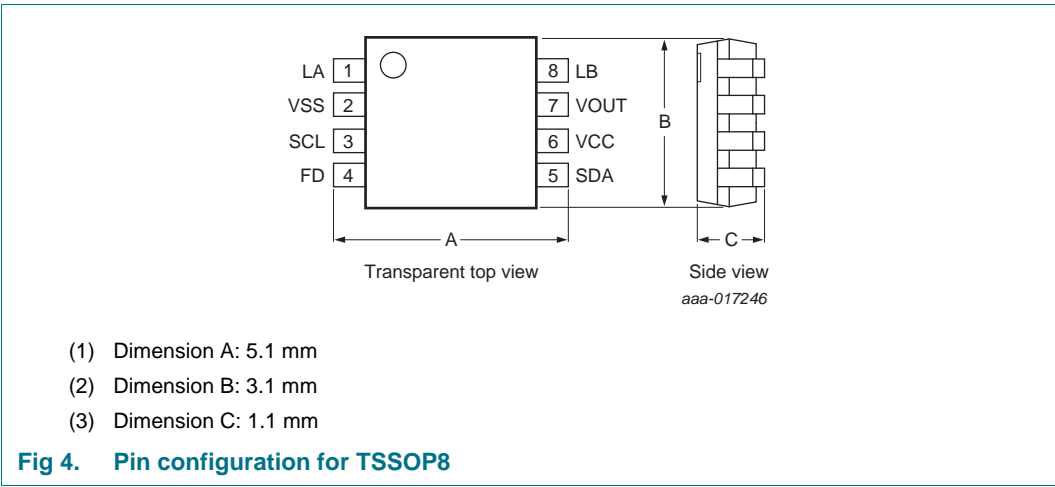 LA 1 8 LB
VSS 2 7 VOUT
B
SCL 3 6 VCC
FD 4 5 SDA
A C
Transparent top view Side view
aaa-017246
(1) Dimension A: 5.1 mm
(2) Dimension B: 3.1 mm
(3) Dimension C: 1.1 mm
Fig 4. Pin configuration for TSSOP8